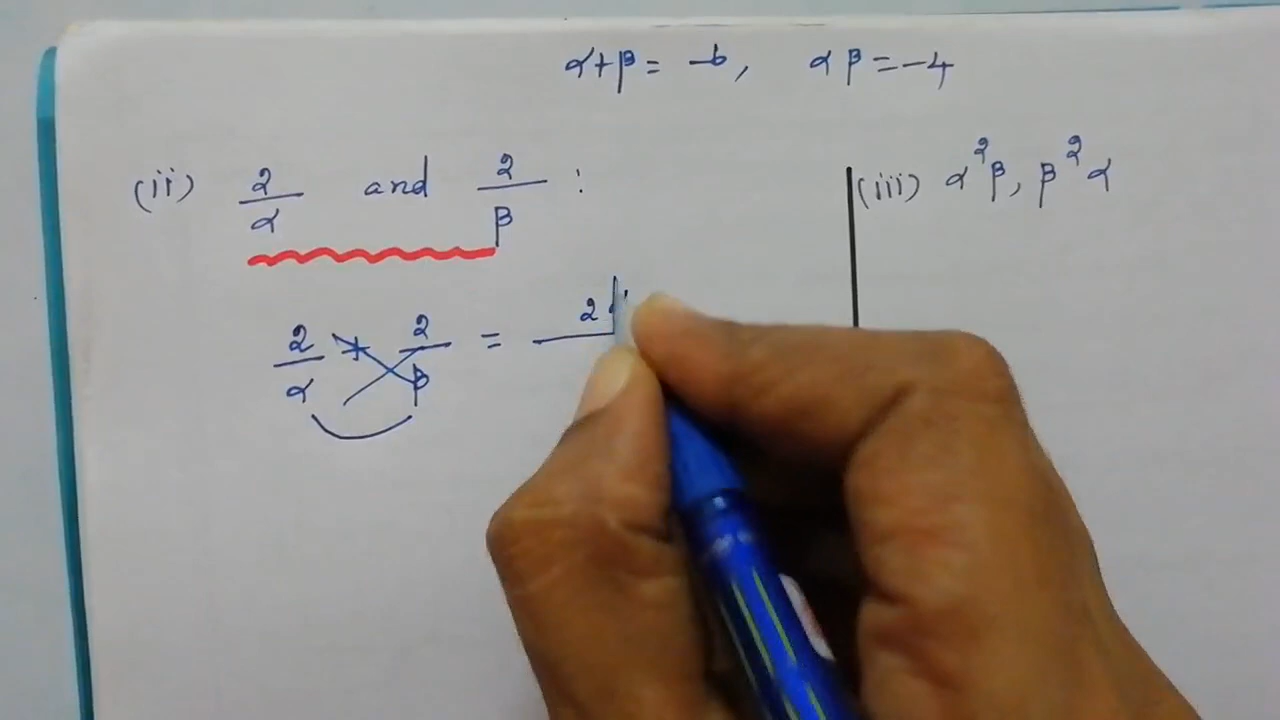 α+β = -6, αβ = -4
(ii) 2/α and 2/β :
(iii) α²β, β²α
2/α + 2/β = 2